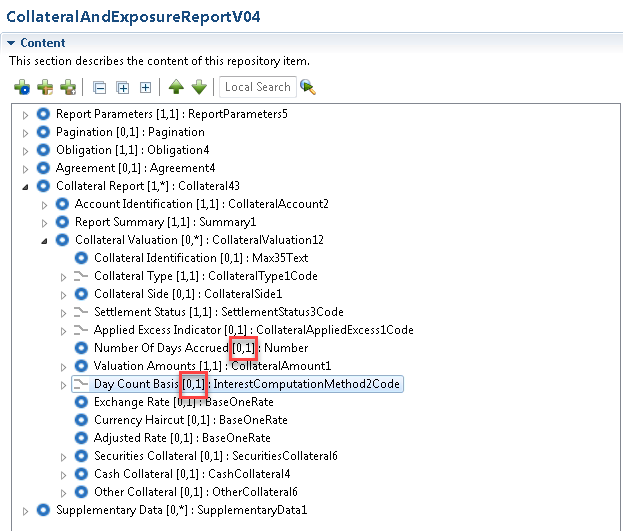 CollateralAndExposureReportV04
Content
This section describes the content of this repository item.
Local Search
Report Parameters [1,1] : ReportParameters5
Pagination [0,1] : Pagination
Obligation [1,1] : Obligation4
Agreement [0,1] : Agreement4
Collateral Report [1,*] : Collateral43
Account Identification [1,1] : CollateralAccount2
Report Summary [1,1] : Summary1
Collateral Valuation [0,*] : CollateralValuation12
Collateral Identification [0,1] : Max35Text
Collateral Type [1,1] : CollateralType1Code
Collateral Side [0,1] : CollateralSide1
Settlement Status [1,1] : SettlementStatus3Code
Applied Excess Indicator [0,1] : CollateralAppliedExcess1Code
Number Of Days Accrued [0,1] : Number
Valuation Amounts [1,1] : CollateralAmount1
Day Count Basis [0,1] : InterestComputationMethod2Code
Exchange Rate [0,1] : BaseOneRate
Currency Haircut [0,1] : BaseOneRate
Adjusted Rate [0,1] : BaseOneRate
Securities Collateral [0,1] : SecuritiesCollateral6
Cash Collateral [0,1] : CashCollateral4
Other Collateral [0,1] : OtherCollateral6
Supplementary Data [0,*] : SupplementaryData1